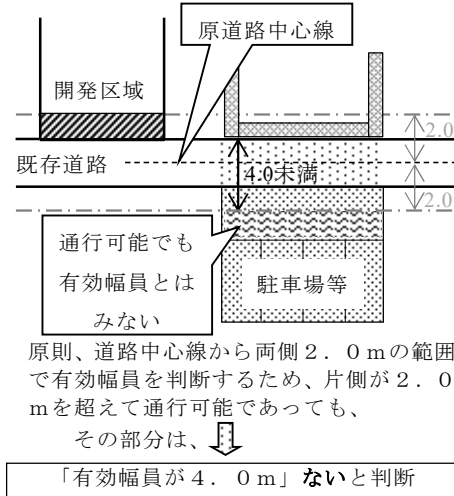 原道路中心線
開発区域
2.0
既存道路
4.0未満
2.0
通行可能でも
有効幅員とは
みない
駐車場等
原則、道路中心線から両側2.0mの範囲
で有効幅員を判断するため、片側が2.0
mを超えて通行可能であっても、
その部分は、
「有効幅員が4.0m」ないと判断